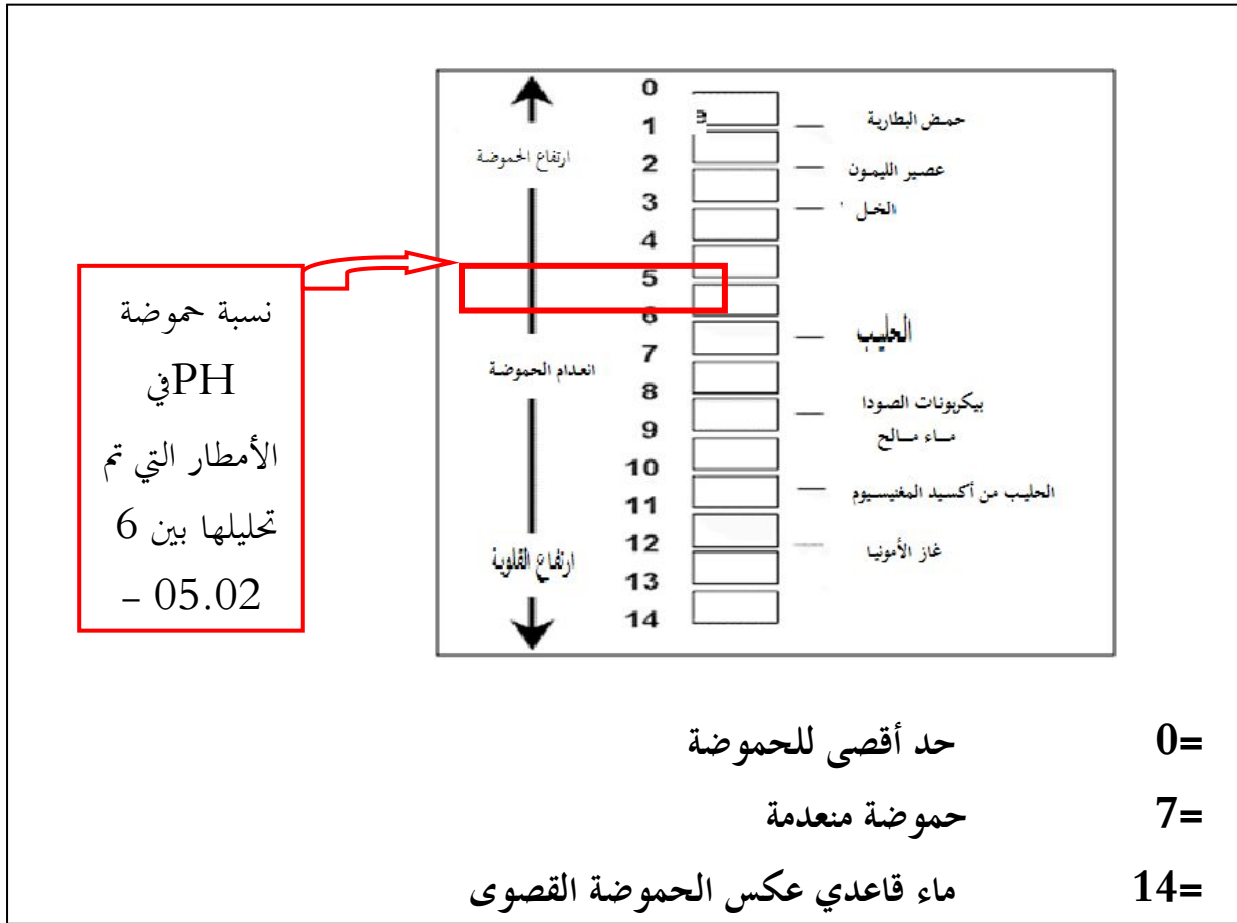 0
1
2
3
4
5
6
7
8
9
10
11
12
13
14
ارتفاع الحموضة
انعدام الحموضة
ارتفاع القلوية
حمض البطارية
عصير الليمون
الخل
الحليب
بيكربونات الصودا
ماء مالح
الحليب من أكسيد المغنيسيوم
غاز الأمونيا
نسبة حموضة
PHفي
الأمطار التي تم
تحليلها بين 6
– 05.02
0= حد أقصى للحموضة
7= حموضة منعدمة
14= ماء قاعدي عكس الحموضة القصوى